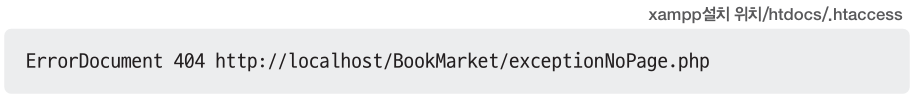 xampp설치 위치/htdocs/.htaccess
ErrorDocument 404 http://localhost/BookMarket/exceptionNoPage.php